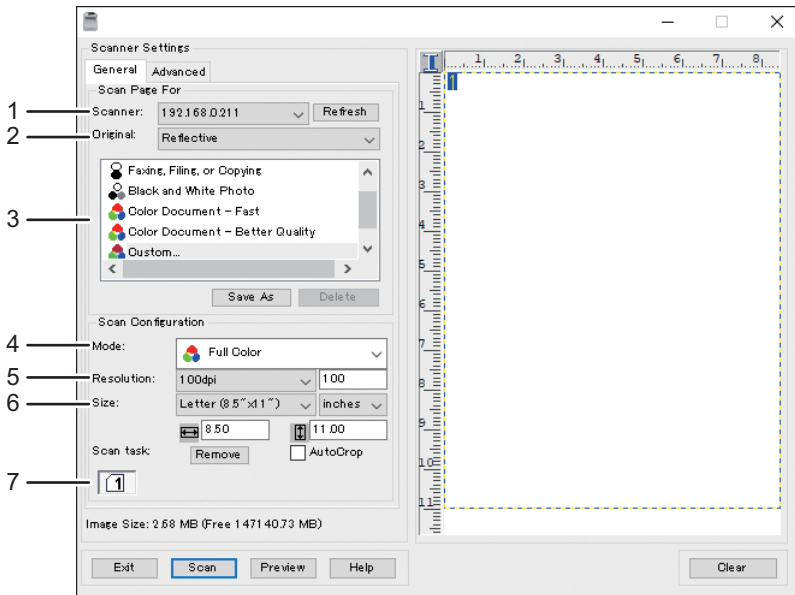 Scanner Settings
General Advanced
Scan Page For
1 Scanner: 192.168.0.211 Refresh
2 Original: Reflective
3
Faxing, Filing, or Copying
Black and White Photo
Color Document - Fast
Color Document - Better Quality
Custom...
Save As Delete
Scan Configuration
4 Mode: Full Color
5 Resolution: 100dpi 100
6 Size: Letter (8.5"x11") inches
8.50 11.00
Scan task: Remove AutoCrop
7 1
Image Size: 2.68 MB (Free 147140.73 MB)
Exit Scan Preview Help
1 2 3 4 5 6 7 8
1
1
2
3
4
5
6
7
8
9
10
11
Clear